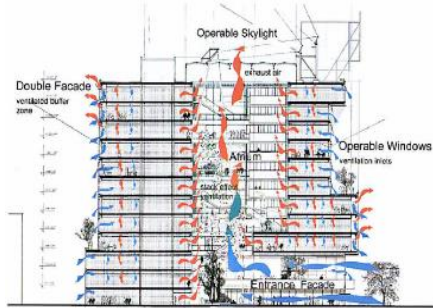 Operable Skylight
exhaust air
Double Facade
ventilated buffer
zone
Operable Windows
ventilation inlets
Atrium
stack effect
ventilation
Entrance Facade